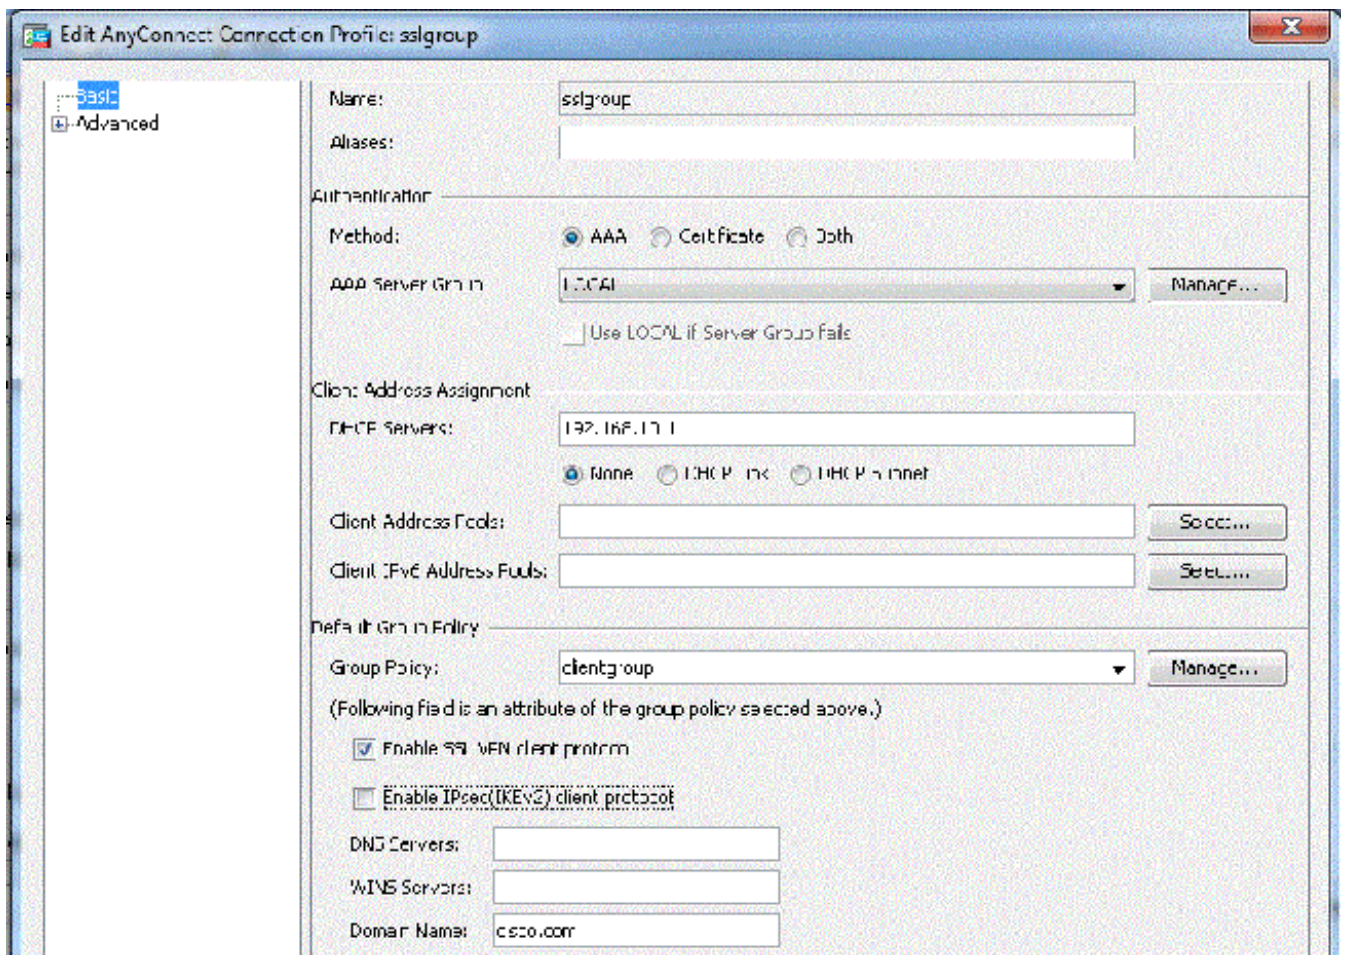 Edit AnyConnect Connection Profile: sslgroup
Basic
Advanced
Name: sslgroup
Aliases:
Authentication
Method: AAA Certificate Both
AAA Server Group LOCAL Manage...
Use LOCAL if Server Group fails
Client Address Assignment
DHCP Servers: 192.168.10.1
None DHCP Link DHCP Subnet
Client Address Pools: Select...
Client IPv6 Address Pools: Select...
Default Group Policy
Group Policy: clientgroup Manage...
(Following field is an attribute of the group policy selected above.)
Enable SSL VPN client protocol
Enable IPsec(IKEv2) client protocol
DNS Servers:
WINS Servers:
Domain Name: cisco.com